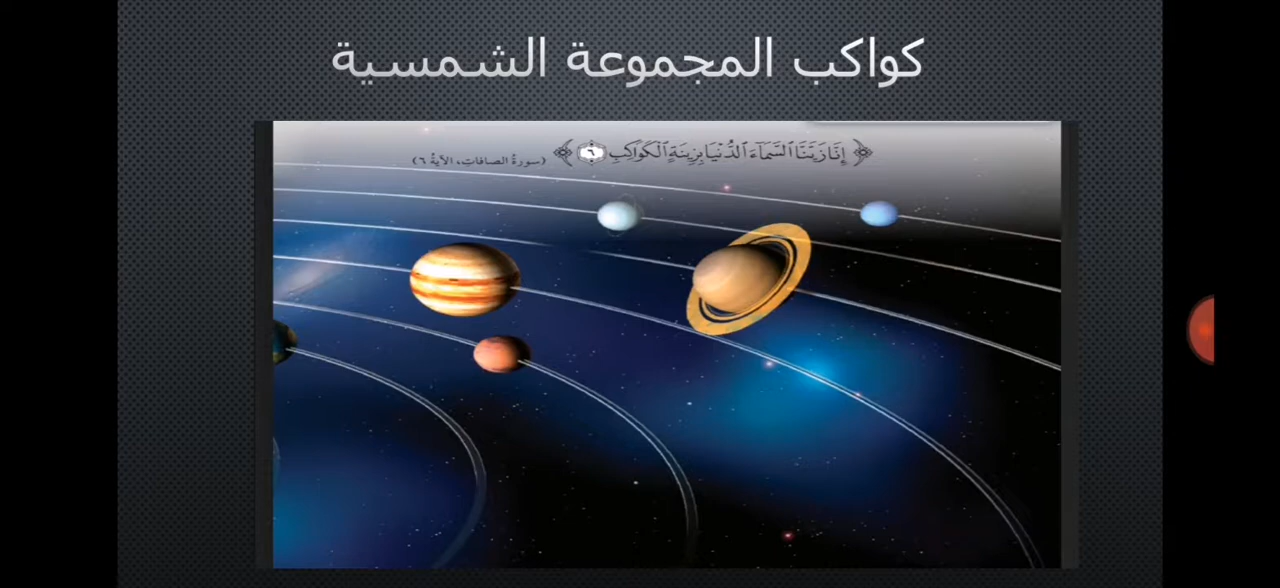 كواكب المجموعة الشمسية
﴿إِنَّا زَيَّنَّا ٱلسَّمَآءَ ٱلدُّنۡيَا بِزِينَةٍ ٱلۡكَوَاكِبِ ٦﴾ (سورةُ الصافاتِ، الآيةُ ٦)